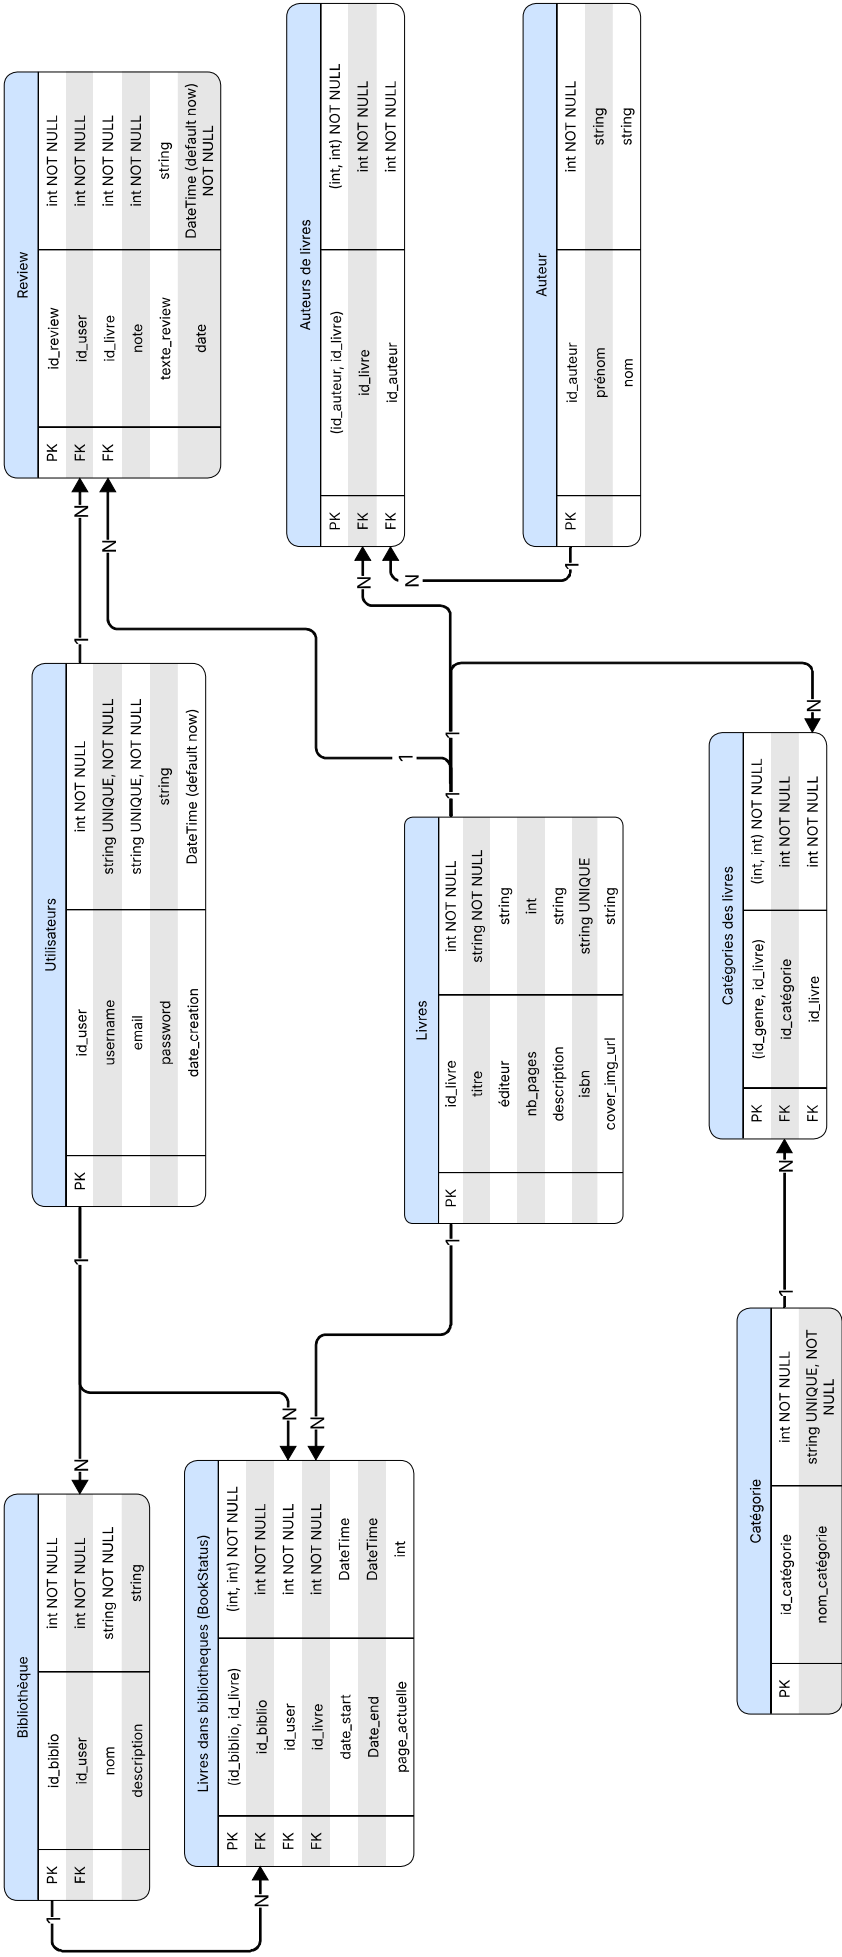 Bibliothèque
PK id_biblio int NOT NULL
FK id_user int NOT NULL
nom string NOT NULL
description string
1
N
Livres dans bibliotheques (BookStatus)
PK (id_biblio, id_livre) (int, int) NOT NULL
FK id_biblio int NOT NULL
FK id_user int NOT NULL
FK id_livre int NOT NULL
date_start DateTime
Date_end DateTime
page_actuelle int
N
N
N
1
Utilisateurs
PK id_user int NOT NULL
username string UNIQUE, NOT NULL
email string UNIQUE, NOT NULL
password string
date_creation DateTime (default now)
1
N
N
Review
PK id_review int NOT NULL
FK id_user int NOT NULL
FK id_livre int NOT NULL
note int NOT NULL
texte_review string
date DateTime (default now)
NOT NULL
1
Livres
PK id_livre int NOT NULL
titre string NOT NULL
éditeur string
nb_pages int
description string
isbn string UNIQUE
cover_img_url string
1
1
1
N
N
Auteurs de livres
PK (id_auteur, id_livre) (int, int) NOT NULL
FK id_livre int NOT NULL
FK id_auteur int NOT NULL
1
Auteur
PK id_auteur int NOT NULL
prénom string
nom string
Catégorie
PK id_catégorie int NOT NULL
nom_catégorie string UNIQUE, NOT
NULL
1
N
Catégories des livres
PK (id_genre, id_livre) (int, int) NOT NULL
FK id_catégorie int NOT NULL
FK id_livre int NOT NULL
N